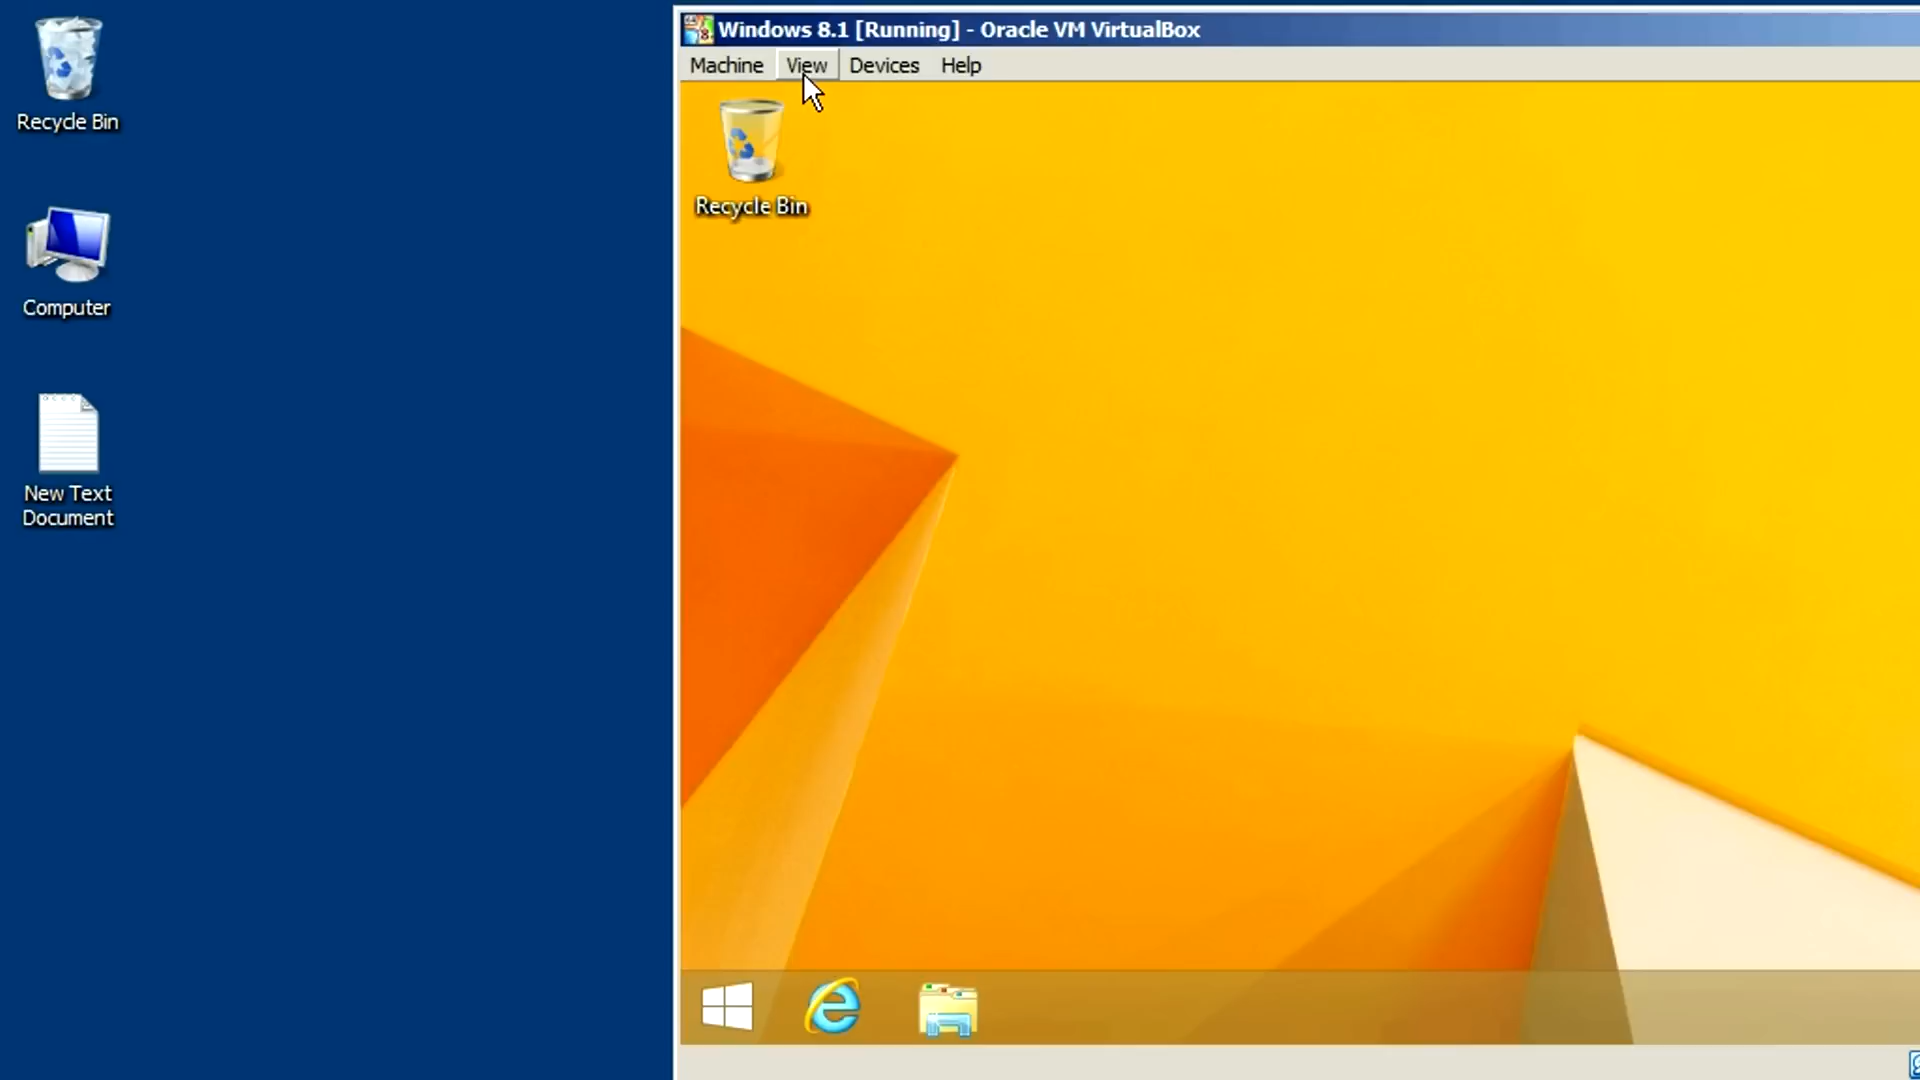 Recycle Bin
Computer
New Text
Document
Windows 8.1 [Running] - Oracle VM VirtualBox
Machine View Devices Help
Recycle Bin